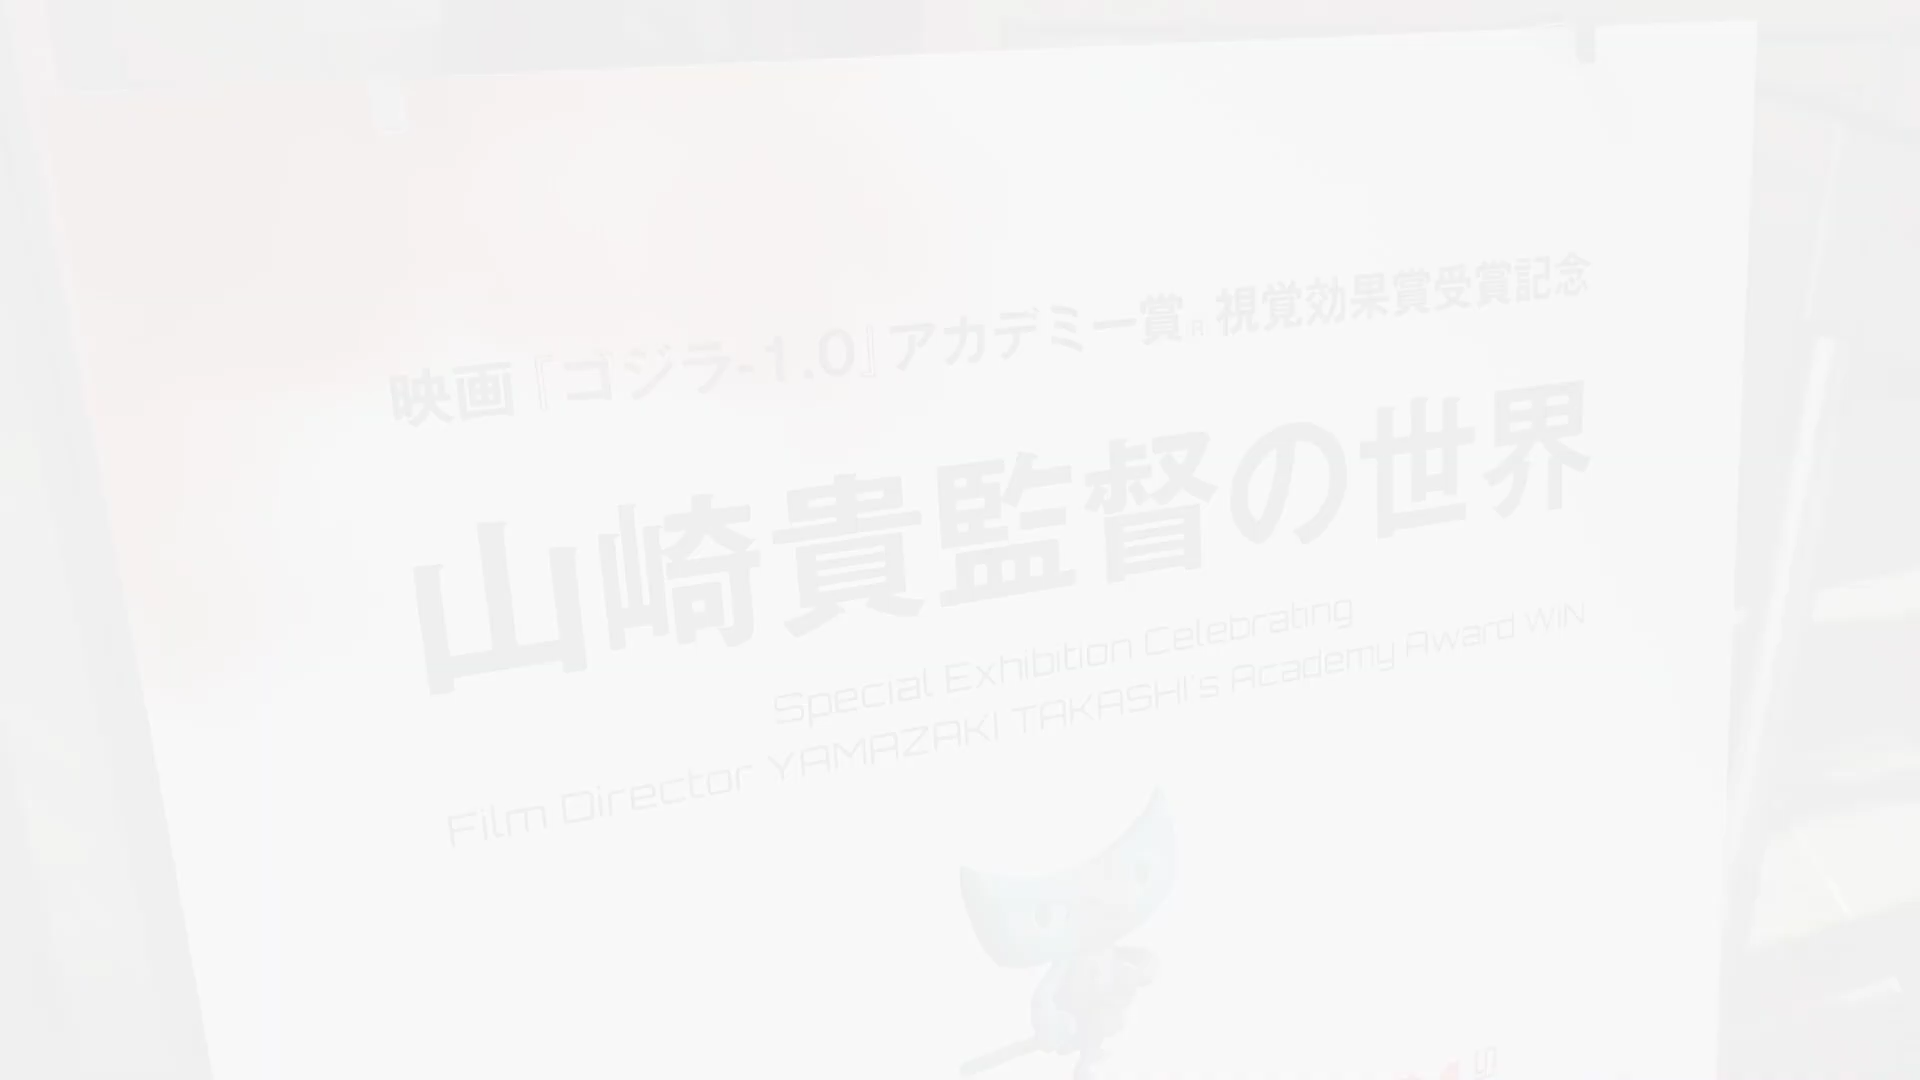 映画『ゴジラ-1.0』アカデミー賞® 視覚効果賞受賞記念
山崎貴監督の世界
Special Exhibition Celebrating
Film Director YAMAZAKI TAKASHI's Academy Award WIN